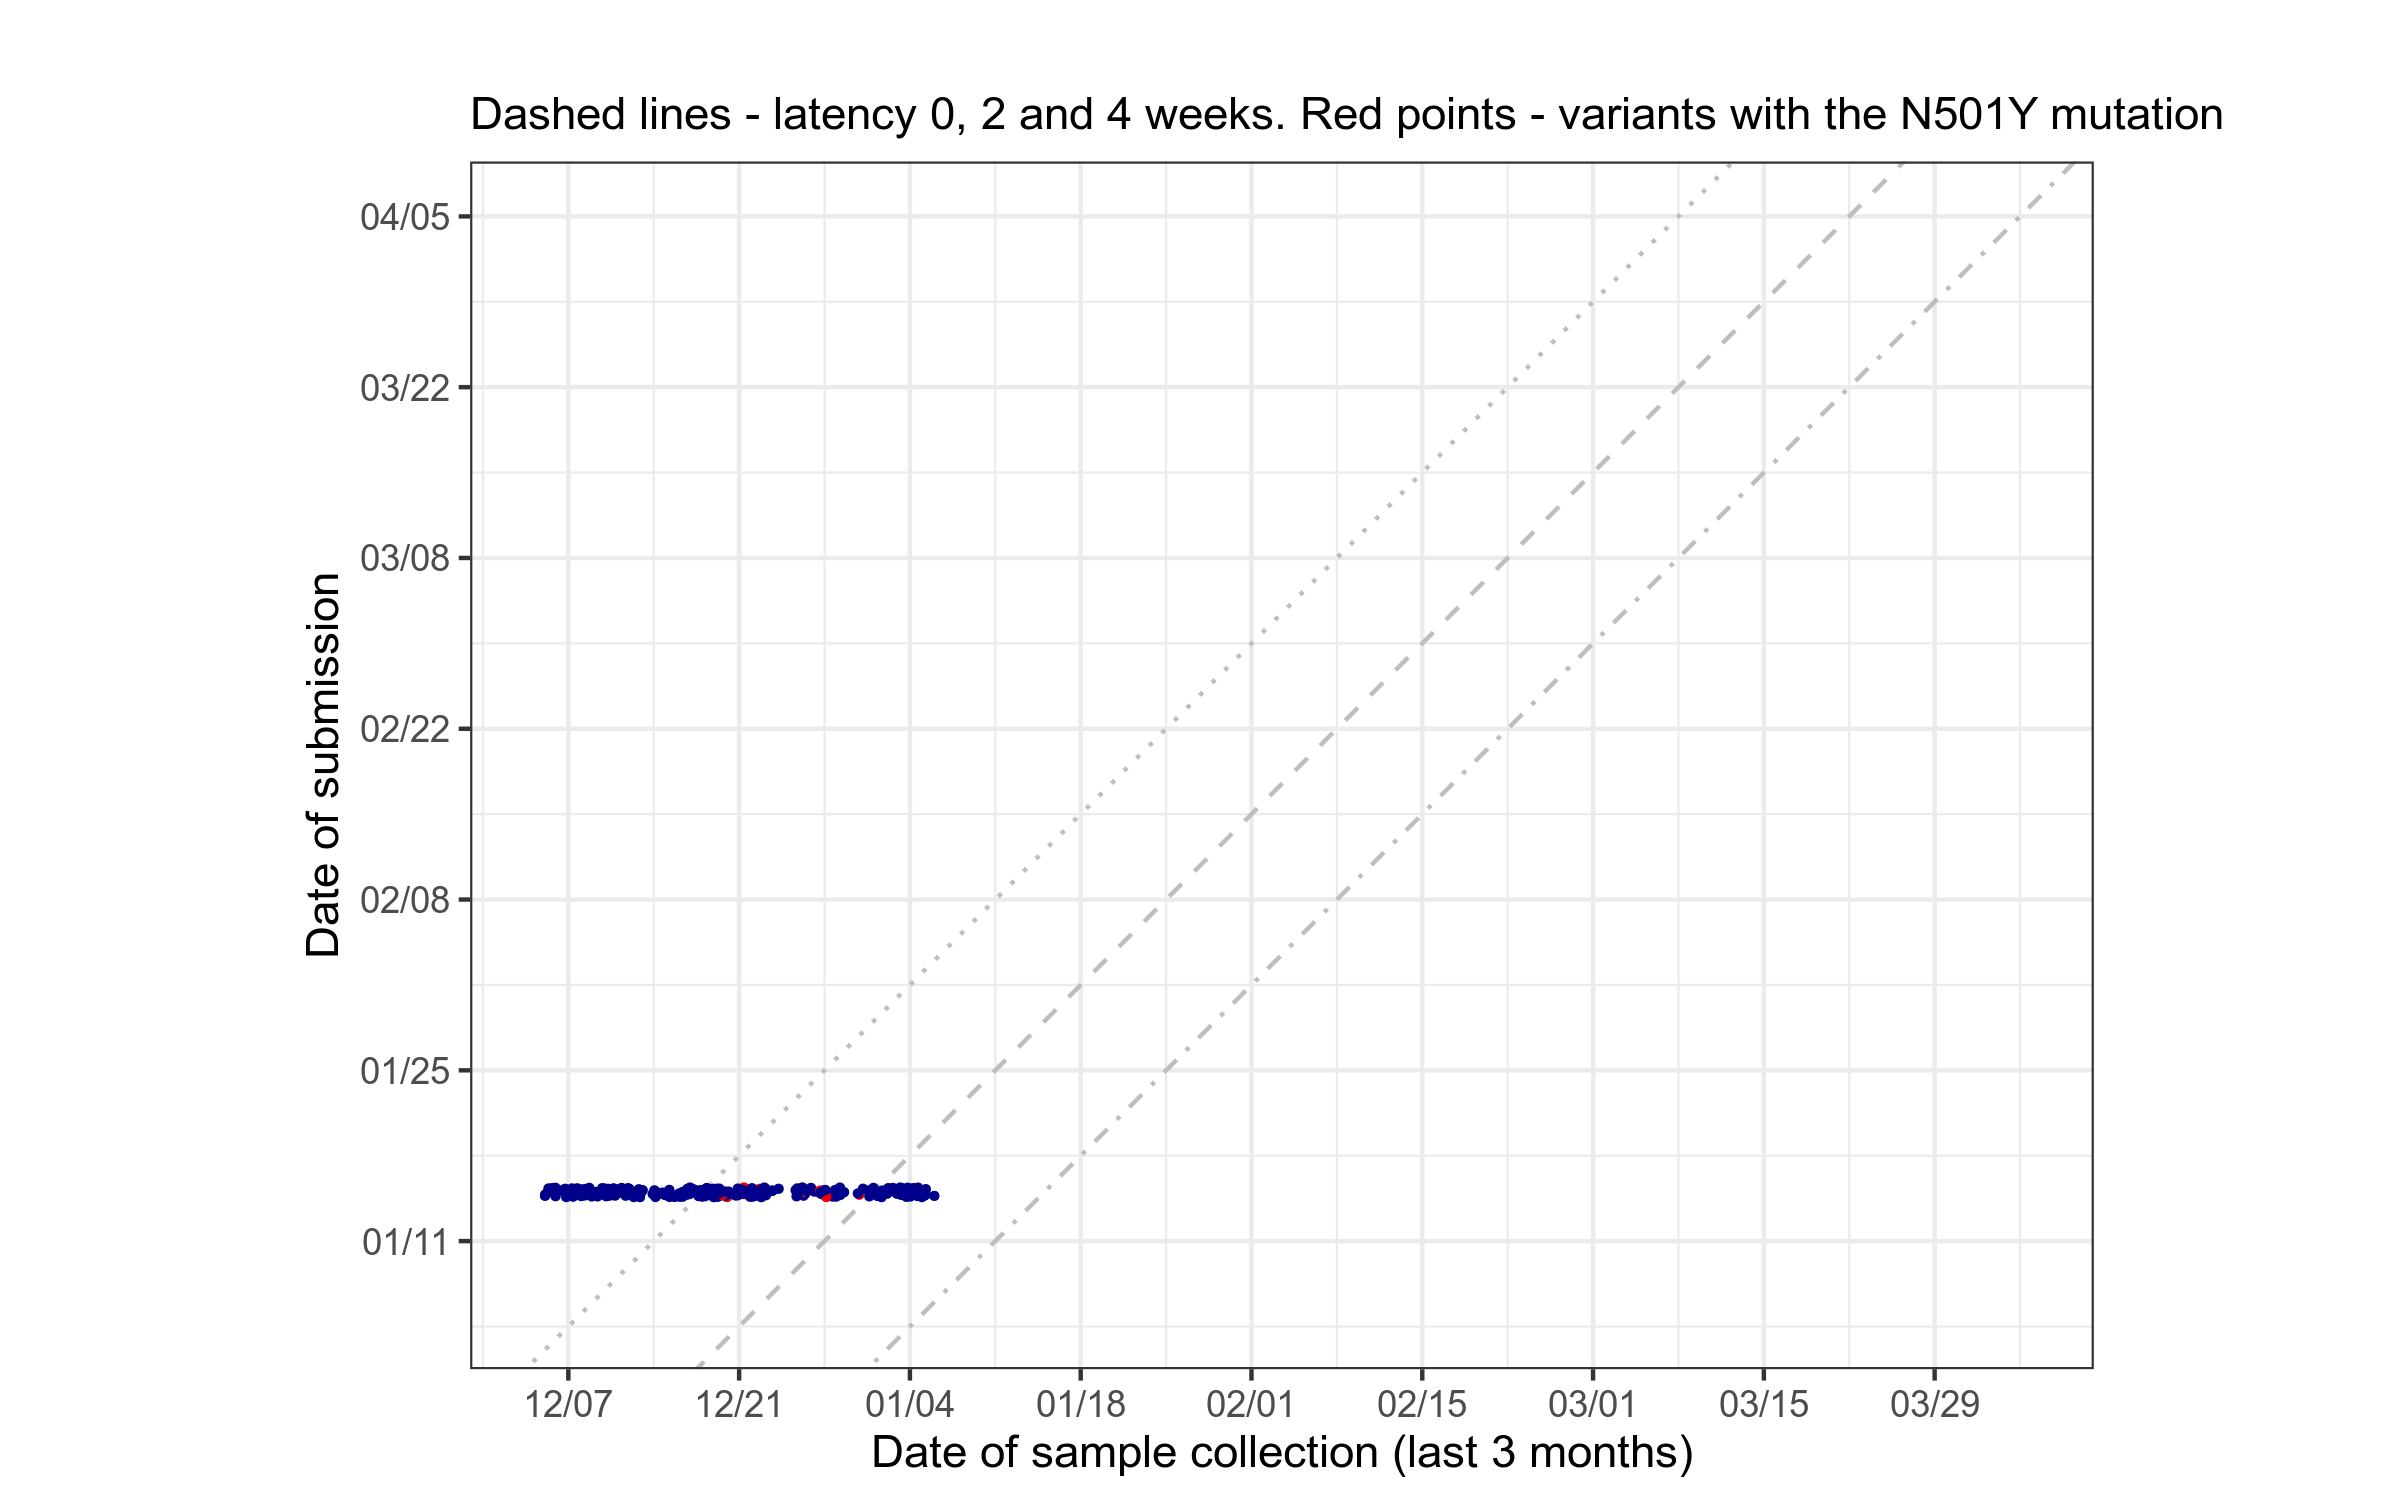 Dashed lines - latency 0, 2 and 4 weeks. Red points - variants with the N501Y mutation
Date of submission
04/05
03/22
03/08
02/22
02/08
01/25
01/11
12/07 12/21 01/04 01/18 02/01 02/15 03/01 03/15 03/29
Date of sample collection (last 3 months)